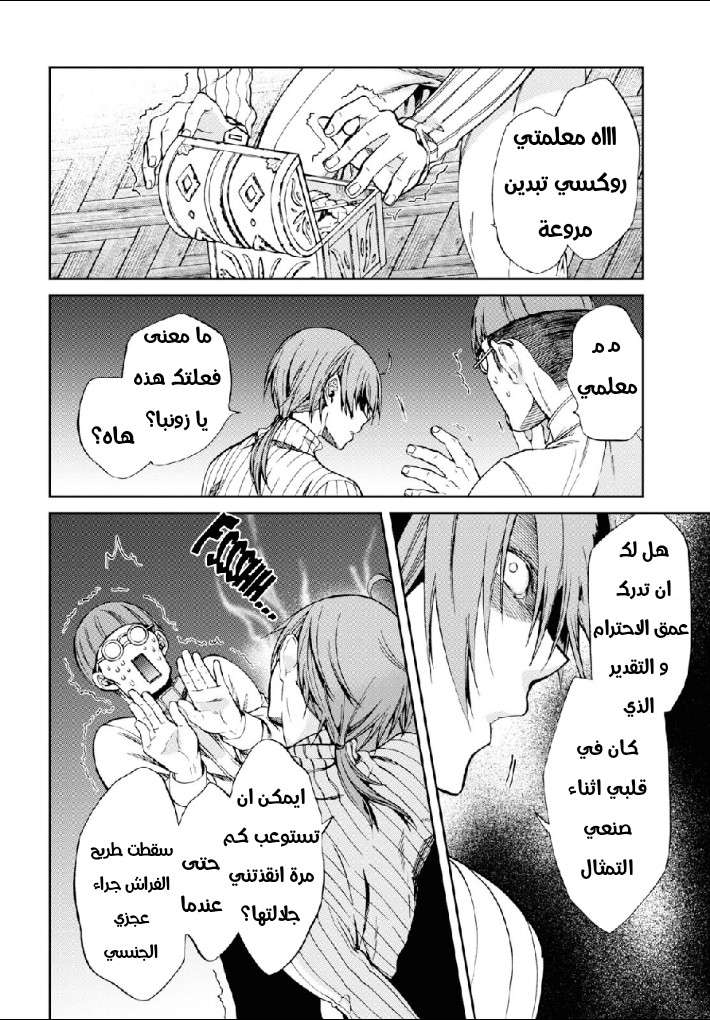 اااه معلمتي
روكسي تبدين
مروعة
م م
معلمي
ما معنى
فعلتك هذه
يا زونبا؟
هاه؟
هل لك
ان تدرك
عمق الاحترام
و التقدير
الذي
كان في
قلبي اثناء
صنعي
التمثال
FSCCSHH...
ايمكن ان
تستوعب كم
مرة انقذتني
جلالتها؟
حتى
عندما
سقطت طريح
الفراش جراء
عجزي
الجنسي